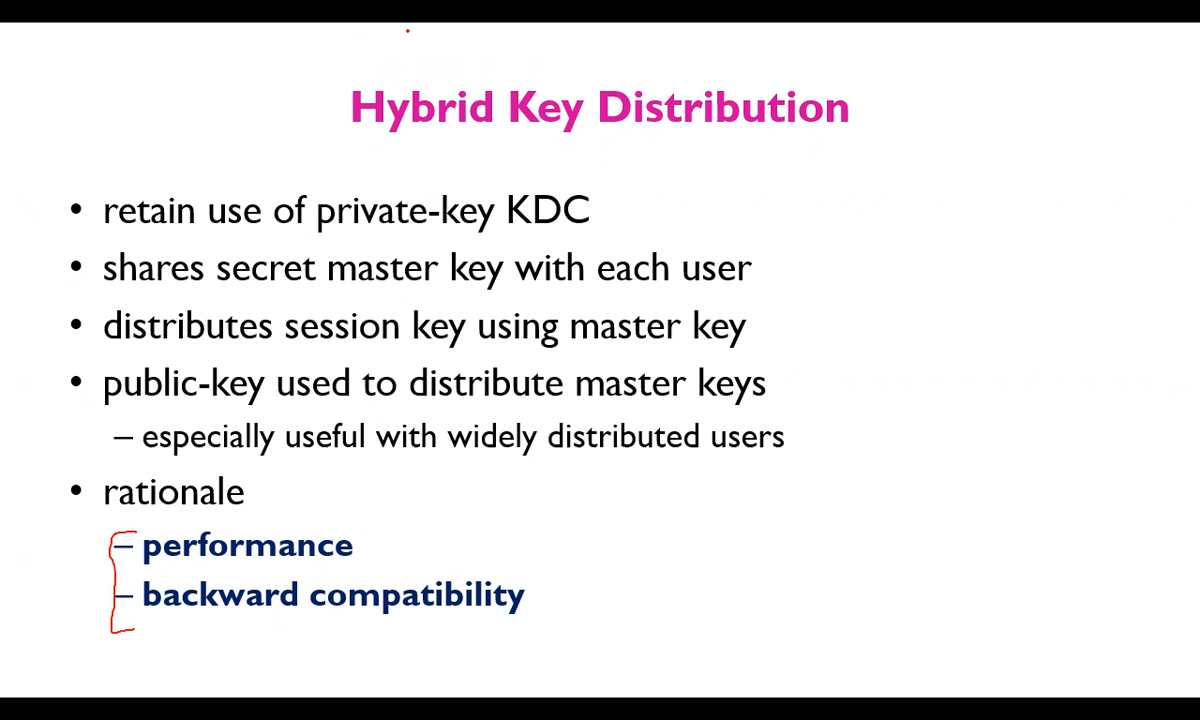 Hybrid Key Distribution
• retain use of private-key KDC
• shares secret master key with each user
• distributes session key using master key
• public-key used to distribute master keys
– especially useful with widely distributed users
• rationale
– performance
– backward compatibility